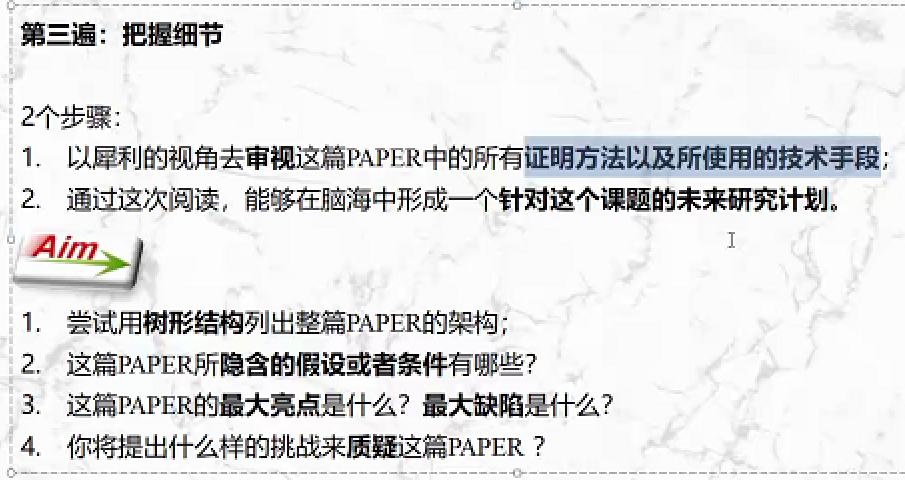 第三遍：把握细节
2个步骤：
1. 以犀利的视角去审视这篇PAPER中的所有证明方法以及所使用的技术手段；
2. 通过这次阅读，能够在脑海中形成一个针对这个课题的未来研究计划。
Aim
1. 尝试用树形结构列出整篇PAPER的架构；
2. 这篇PAPER所隐含的假设或者条件有哪些？
3. 这篇PAPER的最大亮点是什么？最大缺陷是什么？
4. 你将提出什么样的挑战来质疑这篇PAPER ？